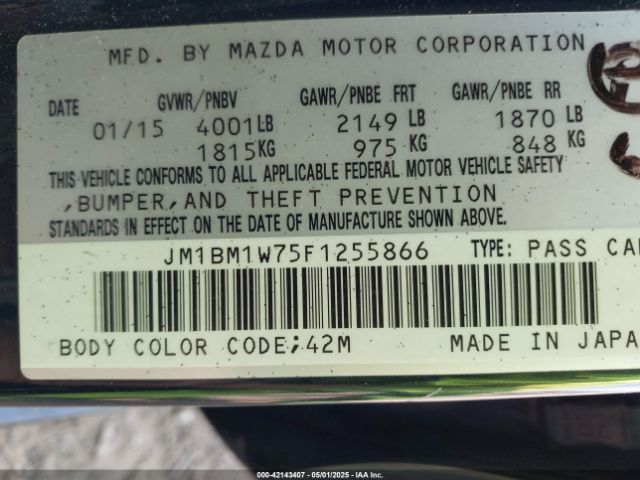 MFD. BY MAZDA MOTOR CORPORATION
DATE GVWR/PNBV GAWR/PNBE FRT GAWR/PNBE RR
01/15 4001LB 2149 LB 1870 LB
1815KG 975 KG 848 KG
THIS VEHICLE CONFORMS TO ALL APPLICABLE FEDERAL MOTOR VEHICLE SAFETY
,BUMPER,AND THEFT PREVENTION
STANDARDS IN EFFECT ON THE DATE OF MANUFACTURE SHOWN ABOVE.
JM1BM1W75F1255866 TYPE: PASS CA
BODY COLOR CODE;42M MADE IN JAPA
000-42143407 - 05/01/2025 - IAA Inc.